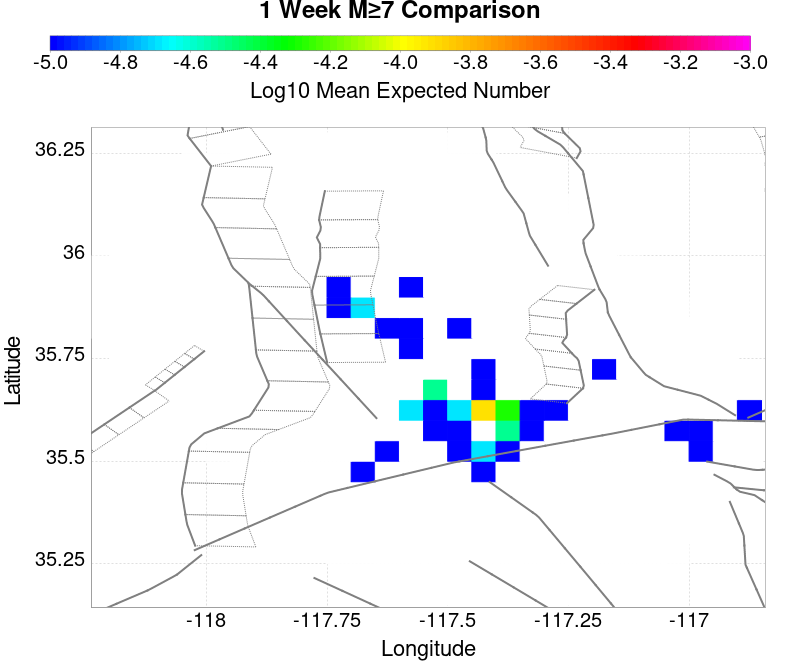 1 Week M≥7 Comparison
-5.0 -4.8 -4.6 -4.4 -4.2 -4.0 -3.8 -3.6 -3.4 -3.2 -3.0
Log10 Mean Expected Number
36.25
36
35.75
35.5
35.25
Latitude
-118 -117.75 -117.5 -117.25 -117
Longitude